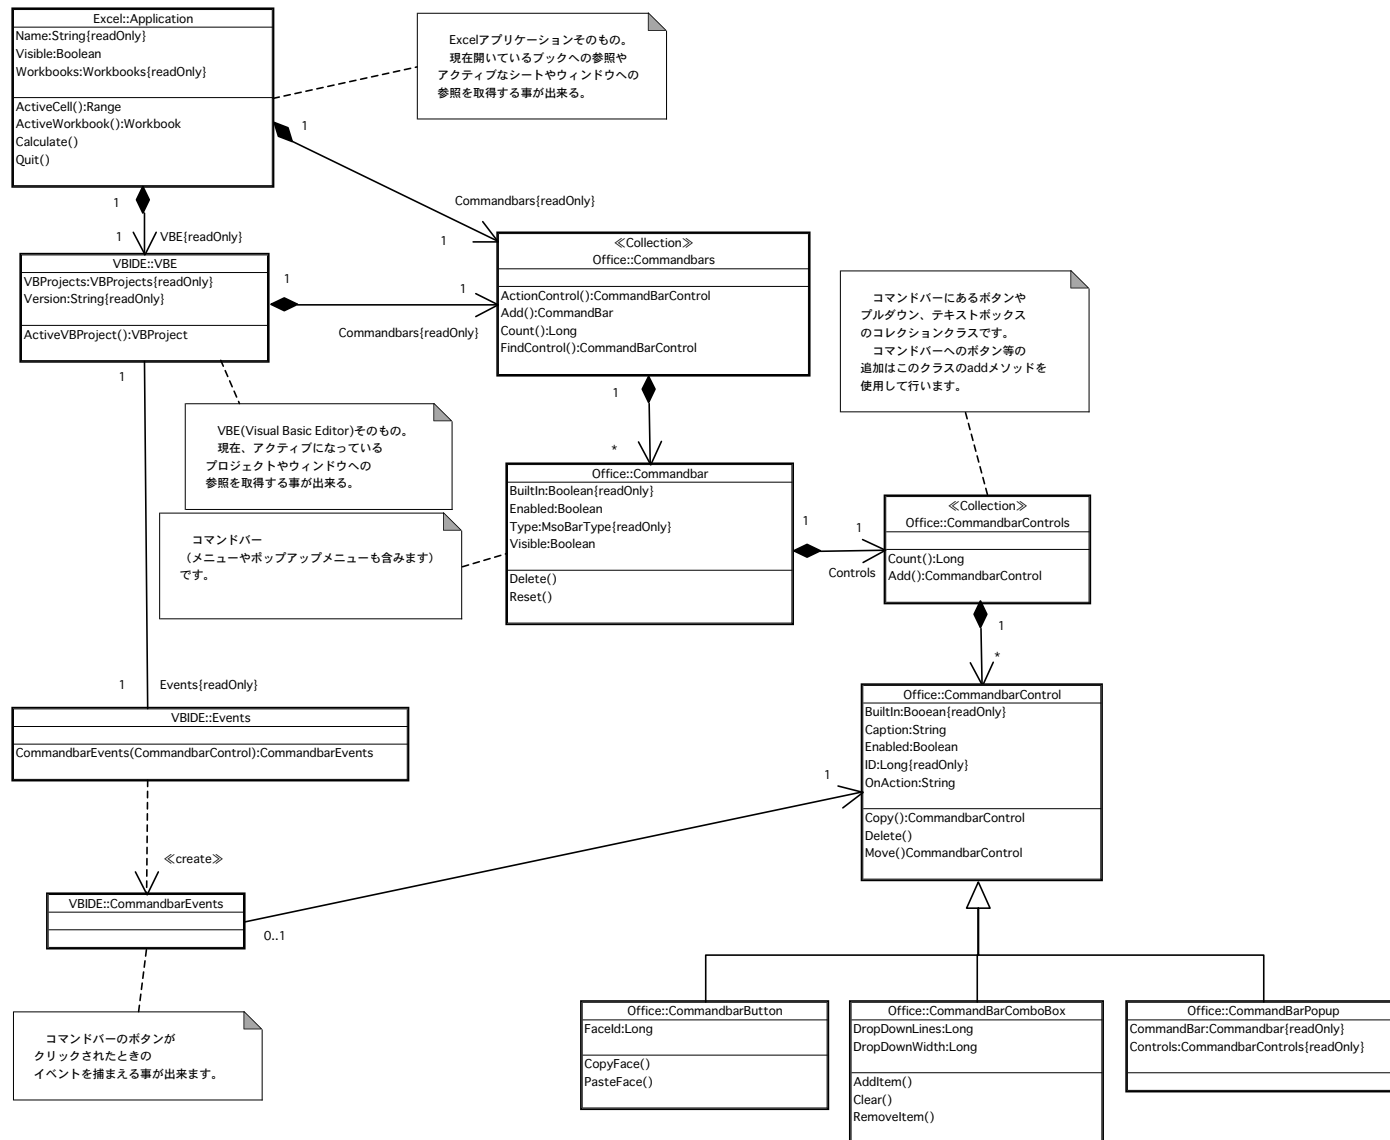 Excel::Application
Name:String{readOnly}
Visible:Boolean
Workbooks:Workbooks{readOnly}
ActiveCell():Range
ActiveWorkbook():Workbook
Calculate()
Quit()
Excelアプリケーションそのもの。
現在開いているブックへの参照や
アクティブなシートやウィンドウへの
参照を取得する事が出来る。
1
Commandbars{readOnly}
1
1
1
VBE{readOnly}
VBIDE::VBE
VBProjects:VBProjects{readOnly}
Version:String{readOnly}
ActiveVBProject():VBProject
1
1
Commandbars{readOnly}
≪Collection≫
Office::Commandbars
ActionControl():CommandBarControl
Add():CommandBar
Count():Long
FindControl():CommandBarControl
コマンドバーにあるボタンや
プルダウン、テキストボックス
のコレクションクラスです。
コマンドバーへのボタン等の
追加はこのクラスのaddメソッドを
使用して行います。
1
1
*
VBE(Visual Basic Editor)そのもの。
現在、アクティブになっている
プロジェクトやウィンドウへの
参照を取得する事が出来る。
コマンドバー
（メニューやポップアップメニューも含みます）
です。
Office::Commandbar
BuiltIn:Boolean{readOnly}
Enabled:Boolean
Type:MsoBarType{readOnly}
Visible:Boolean
Delete()
Reset()
1
1
Controls
≪Collection≫
Office::CommandbarControls
Count():Long
Add():CommandbarControl
1
*
1
Events{readOnly}
VBIDE::Events
CommandbarEvents(CommandbarControl):CommandbarEvents
Office::CommandbarControl
BuiltIn:Booean{readOnly}
Caption:String
Enabled:Boolean
ID:Long{readOnly}
OnAction:String
Copy():CommandbarControl
Delete()
Move()CommandbarControl
1
≪create≫
VBIDE::CommandbarEvents
0..1
コマンドバーのボタンが
クリックされたときの
イベントを捕まえる事が出来ます。
Office::CommandbarButton
FaceId:Long
CopyFace()
PasteFace()
Office::CommandBarComboBox
DropDownLines:Long
DropDownWidth:Long
AddItem()
Clear()
RemoveItem()
Office::CommandBarPopup
CommandBar:Commandbar{readOnly}
Controls:CommandbarControls{readOnly}